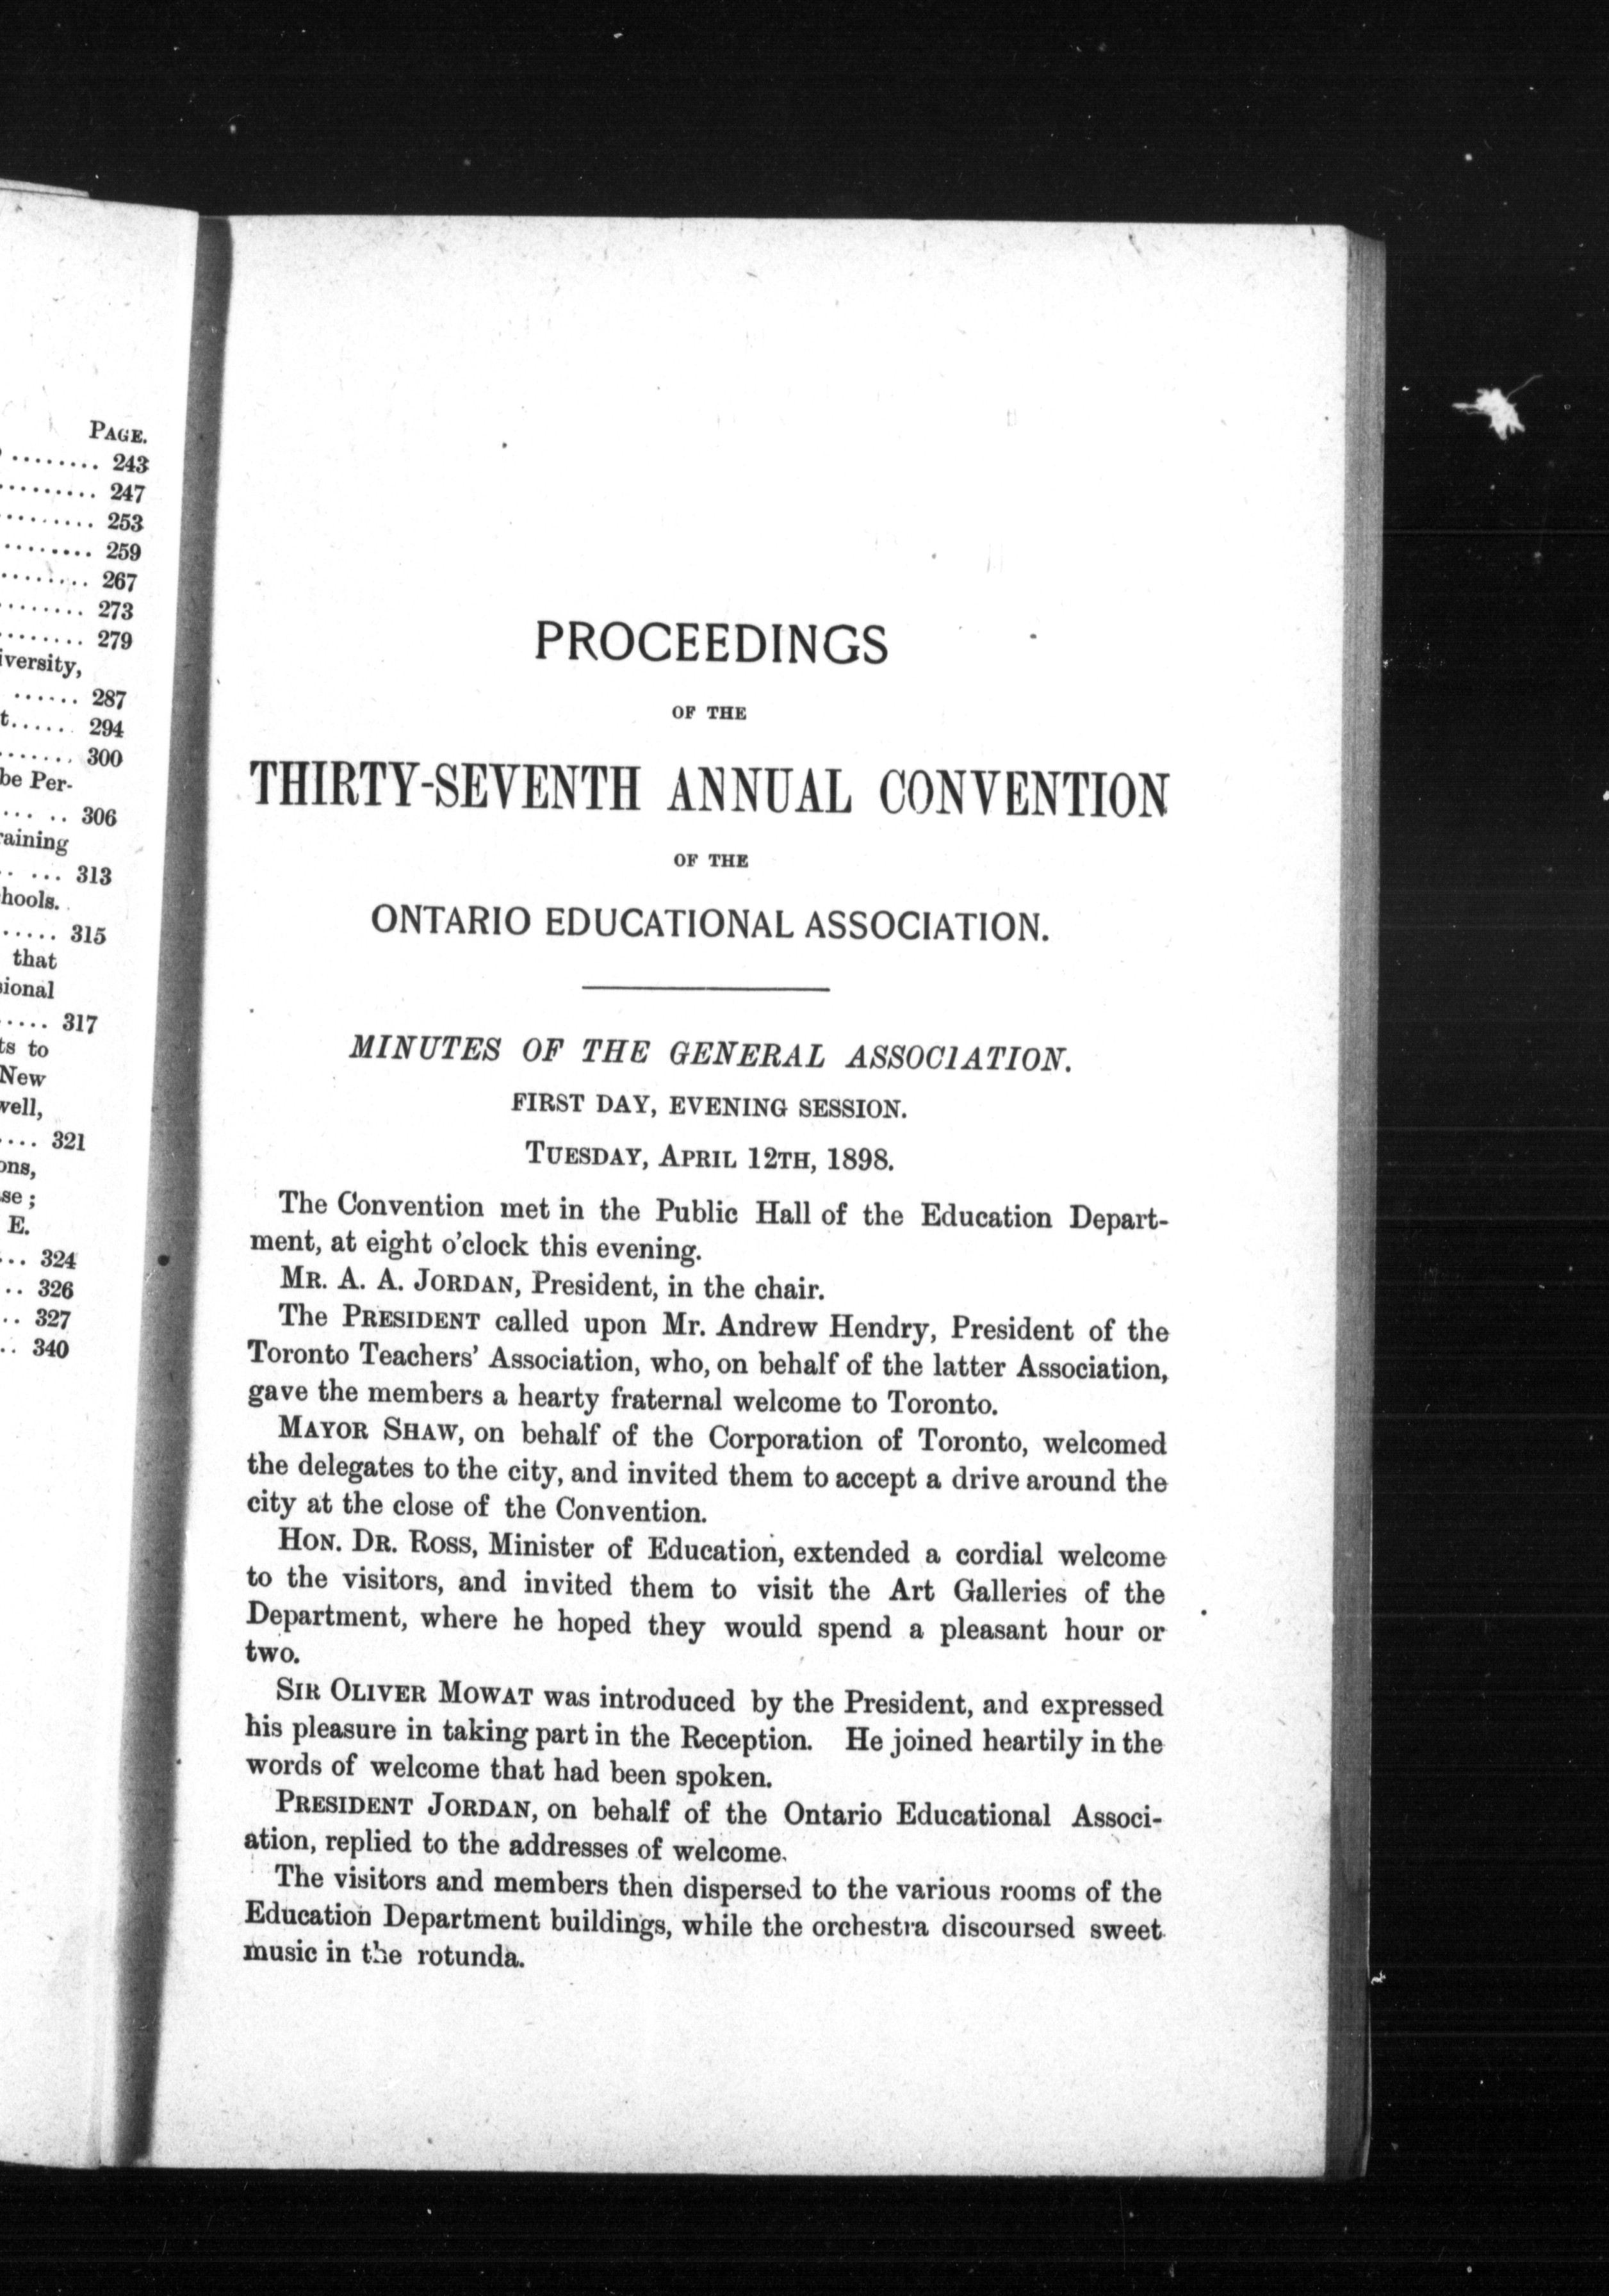 PAGE.
........ 243
......... 247
......... 253
......... 259
......... 267
........ 273
........ 279
...... 287
..... 294
....... 300
be Per-
.. 306
... 313
..... 315
that
..... 317
to
New
.... 321
se ;
E.
.. 324
.. 326
.. 327
.. 340
PROCEEDINGS
OF THE
THIRTY-SEVENTH ANNUAL CONVENTION
OF THE
ONTARIO EDUCATIONAL ASSOCIATION.
MINUTES OF THE GENERAL ASSOCIATION.
FIRST DAY, EVENING SESSION.
TUESDAY, APRIL 12TH, 1898.
The Convention met in the Public Hall of the Education Depart-
ment, at eight o'clock this evening.
MR. A. A. JORDAN, President, in the chair.
The PRESIDENT called upon Mr. Andrew Hendry, President of the
Toronto Teachers' Association, who, on behalf of the latter Association,
gave the members a hearty fraternal welcome to Toronto.
MAYOR SHAW, on behalf of the Corporation of Toronto, welcomed
the delegates to the city, and invited them to accept a drive around the
city at the close of the Convention.
HON. DR. ROSS, Minister of Education, extended a cordial welcome
to the visitors, and invited them to visit the Art Galleries of the
Department, where he hoped they would spend a pleasant hour or
two.
SIR OLIVER MOWAT was introduced by the President, and expressed
his pleasure in taking part in the Reception. He joined heartily in the
words of welcome that had been spoken.
PRESIDENT JORDAN, on behalf of the Ontario Educational Associ-
ation, replied to the addresses of welcome.
The visitors and members then dispersed to the various rooms of the
Education Department buildings, while the orchestra discoursed sweet
music in the rotunda.